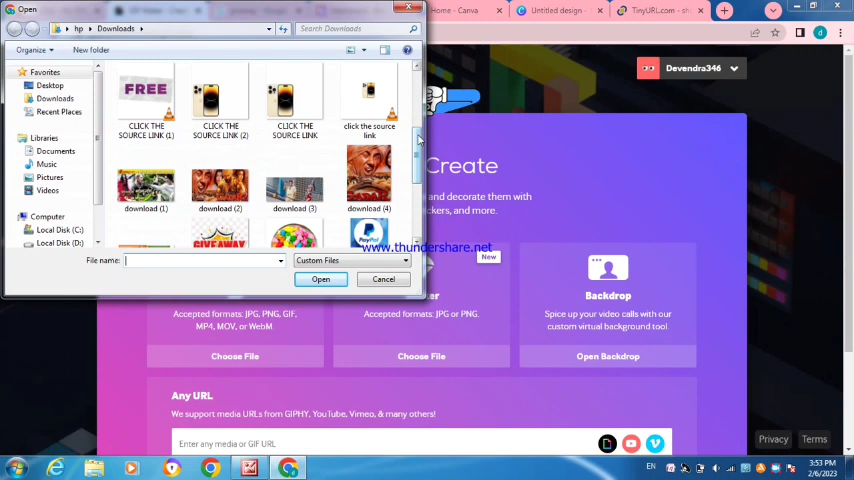 Open
Home - Canva
Untitled design -
TinyURL.com - sh
hp
Downloads
Search Downloads
Organize
New folder
Devendra346
Favorites
Desktop
Downloads
Recent Places
Libraries
Documents
Music
Pictures
Videos
Computer
Local Disk (C:)
Local Disk (D:)
FREE
CLICK THE SOURCE LINK (1)
CLICK THE SOURCE LINK (2)
CLICK THE SOURCE LINK
click the source link
download (1)
download (2)
download (3)
download (4)
GIVEAWAY
PayPal
www.thundershare.net
File name:
Custom Files
Open
Cancel
Create
and decorate them with
ckers, and more.
New
ker
Backdrop
Accepted formats: JPG, PNG, GIF,
MP4, MOV, or WebM.
Accepted formats: JPG or PNG.
Spice up your video calls with our
custom virtual background tool.
Choose File
Choose File
Open Backdrop
Any URL
We support media URLs from GIPHY, YouTube, Vimeo, & many others!
Enter any media or GIF URL
Privacy
Terms
EN
3:53 PM
2/6/2023